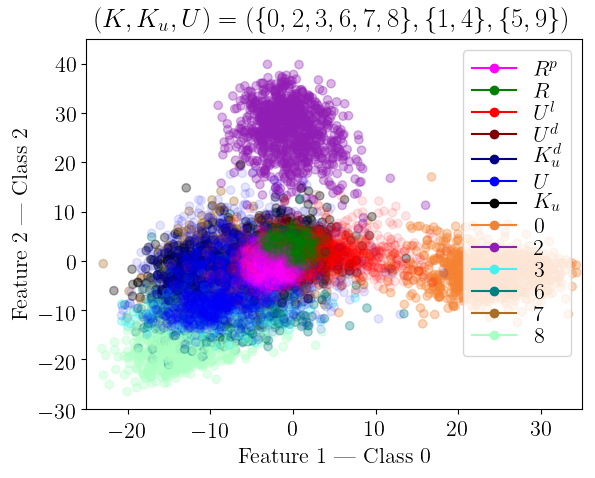 (K, K_u, U) = ({0, 2, 3, 6, 7, 8}, {1, 4}, {5, 9})
Feature 2 — Class 2
40
30
20
10
0
−10
−20
−30
−20
−10
0
10
20
30
Feature 1 — Class 0
R^p
R
U^l
U^d
K_u^d
U
K_u
0
2
3
6
7
8